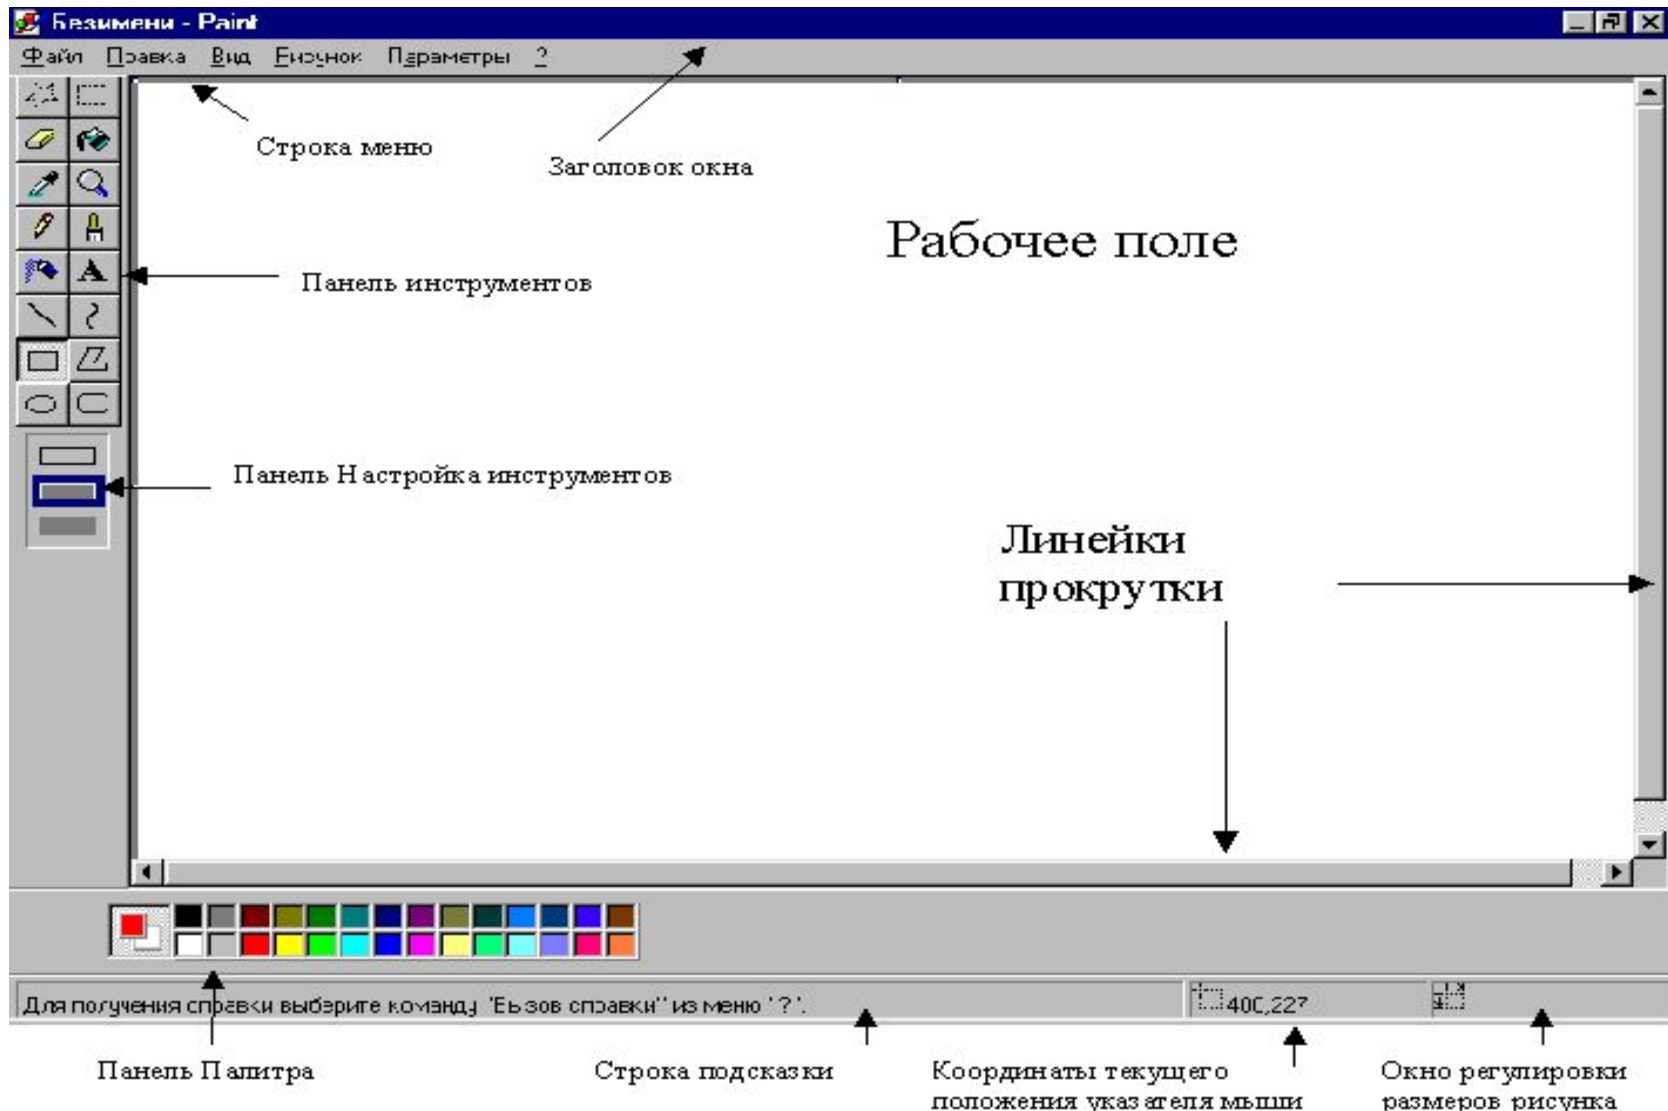 Безимени - Paint
Файл Правка Вид Рисунок Параметры ?
Строка меню
Заголовок окна
Рабочее поле
Панель инструментов
Панель Настройка инструментов
Линейки
прокрутки
Для получения справки выберите команду "Вызов справки" из меню "?".
400,227
Панель Палитра
Строка подсказки
Координаты текущего
положения указателя мыши
Окно регулировки
размеров рисунка